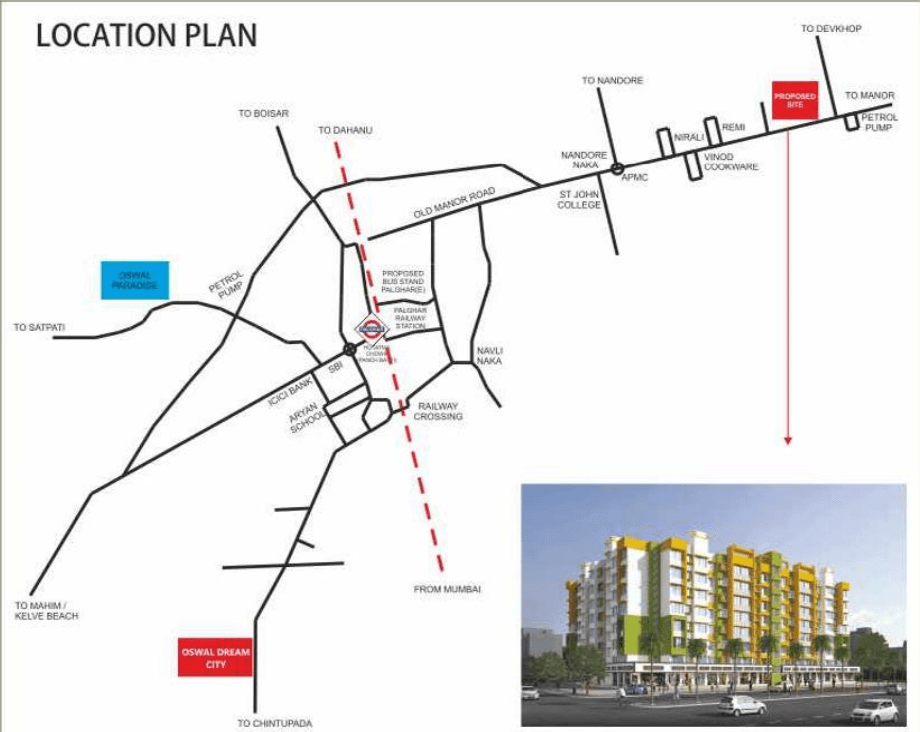 LOCATION PLAN
TO DEVKHOP
TO NANDORE
PROPOSED
SITE
TO MANOR
PETROL
PUMP
TO BOISAR
TO DAHANU
NIRALI
REMI
VINOD
COOKWARE
NANDORE
NAKA
APMC
ST JOHN
COLLEGE
OLD MANOR ROAD
OSWAL
PARADISE
PETROL
PUMP
PROPOSED
BUS STAND
PALGHAR(E)
PALGHAR
RAILWAY
STATION
TO SATPATI
NAVLI
NAKA
SBI
ICICI BANK
ARYAN
SCHOOL
RAILWAY
CROSSING
FROM MUMBAI
TO MAHIM /
KELVE BEACH
OSWAL DREAM
CITY
TO CHINTUPADA